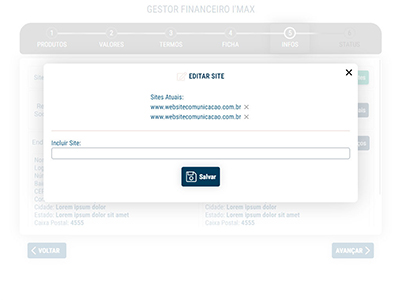 GESTOR FINANCEIRO I'MAX
1 2 3 4 5 6
PRODUTOS VALORES TERMOS FICHA INFOS STATUS
EDITAR SITE
Sites Atuais:
www.websitecomunicacao.com.br
www.websitecomunicacao.com.br
Incluir Site:
Salvar
Cidade: Lorem ipsum dolor
Estado: Lorem ipsum dolor sit amet
Caixa Postal: 4555
Cidade: Lorem ipsum dolor
Estado: Lorem ipsum dolor sit amet
Caixa Postal: 4555
VOLTAR
AVANÇAR